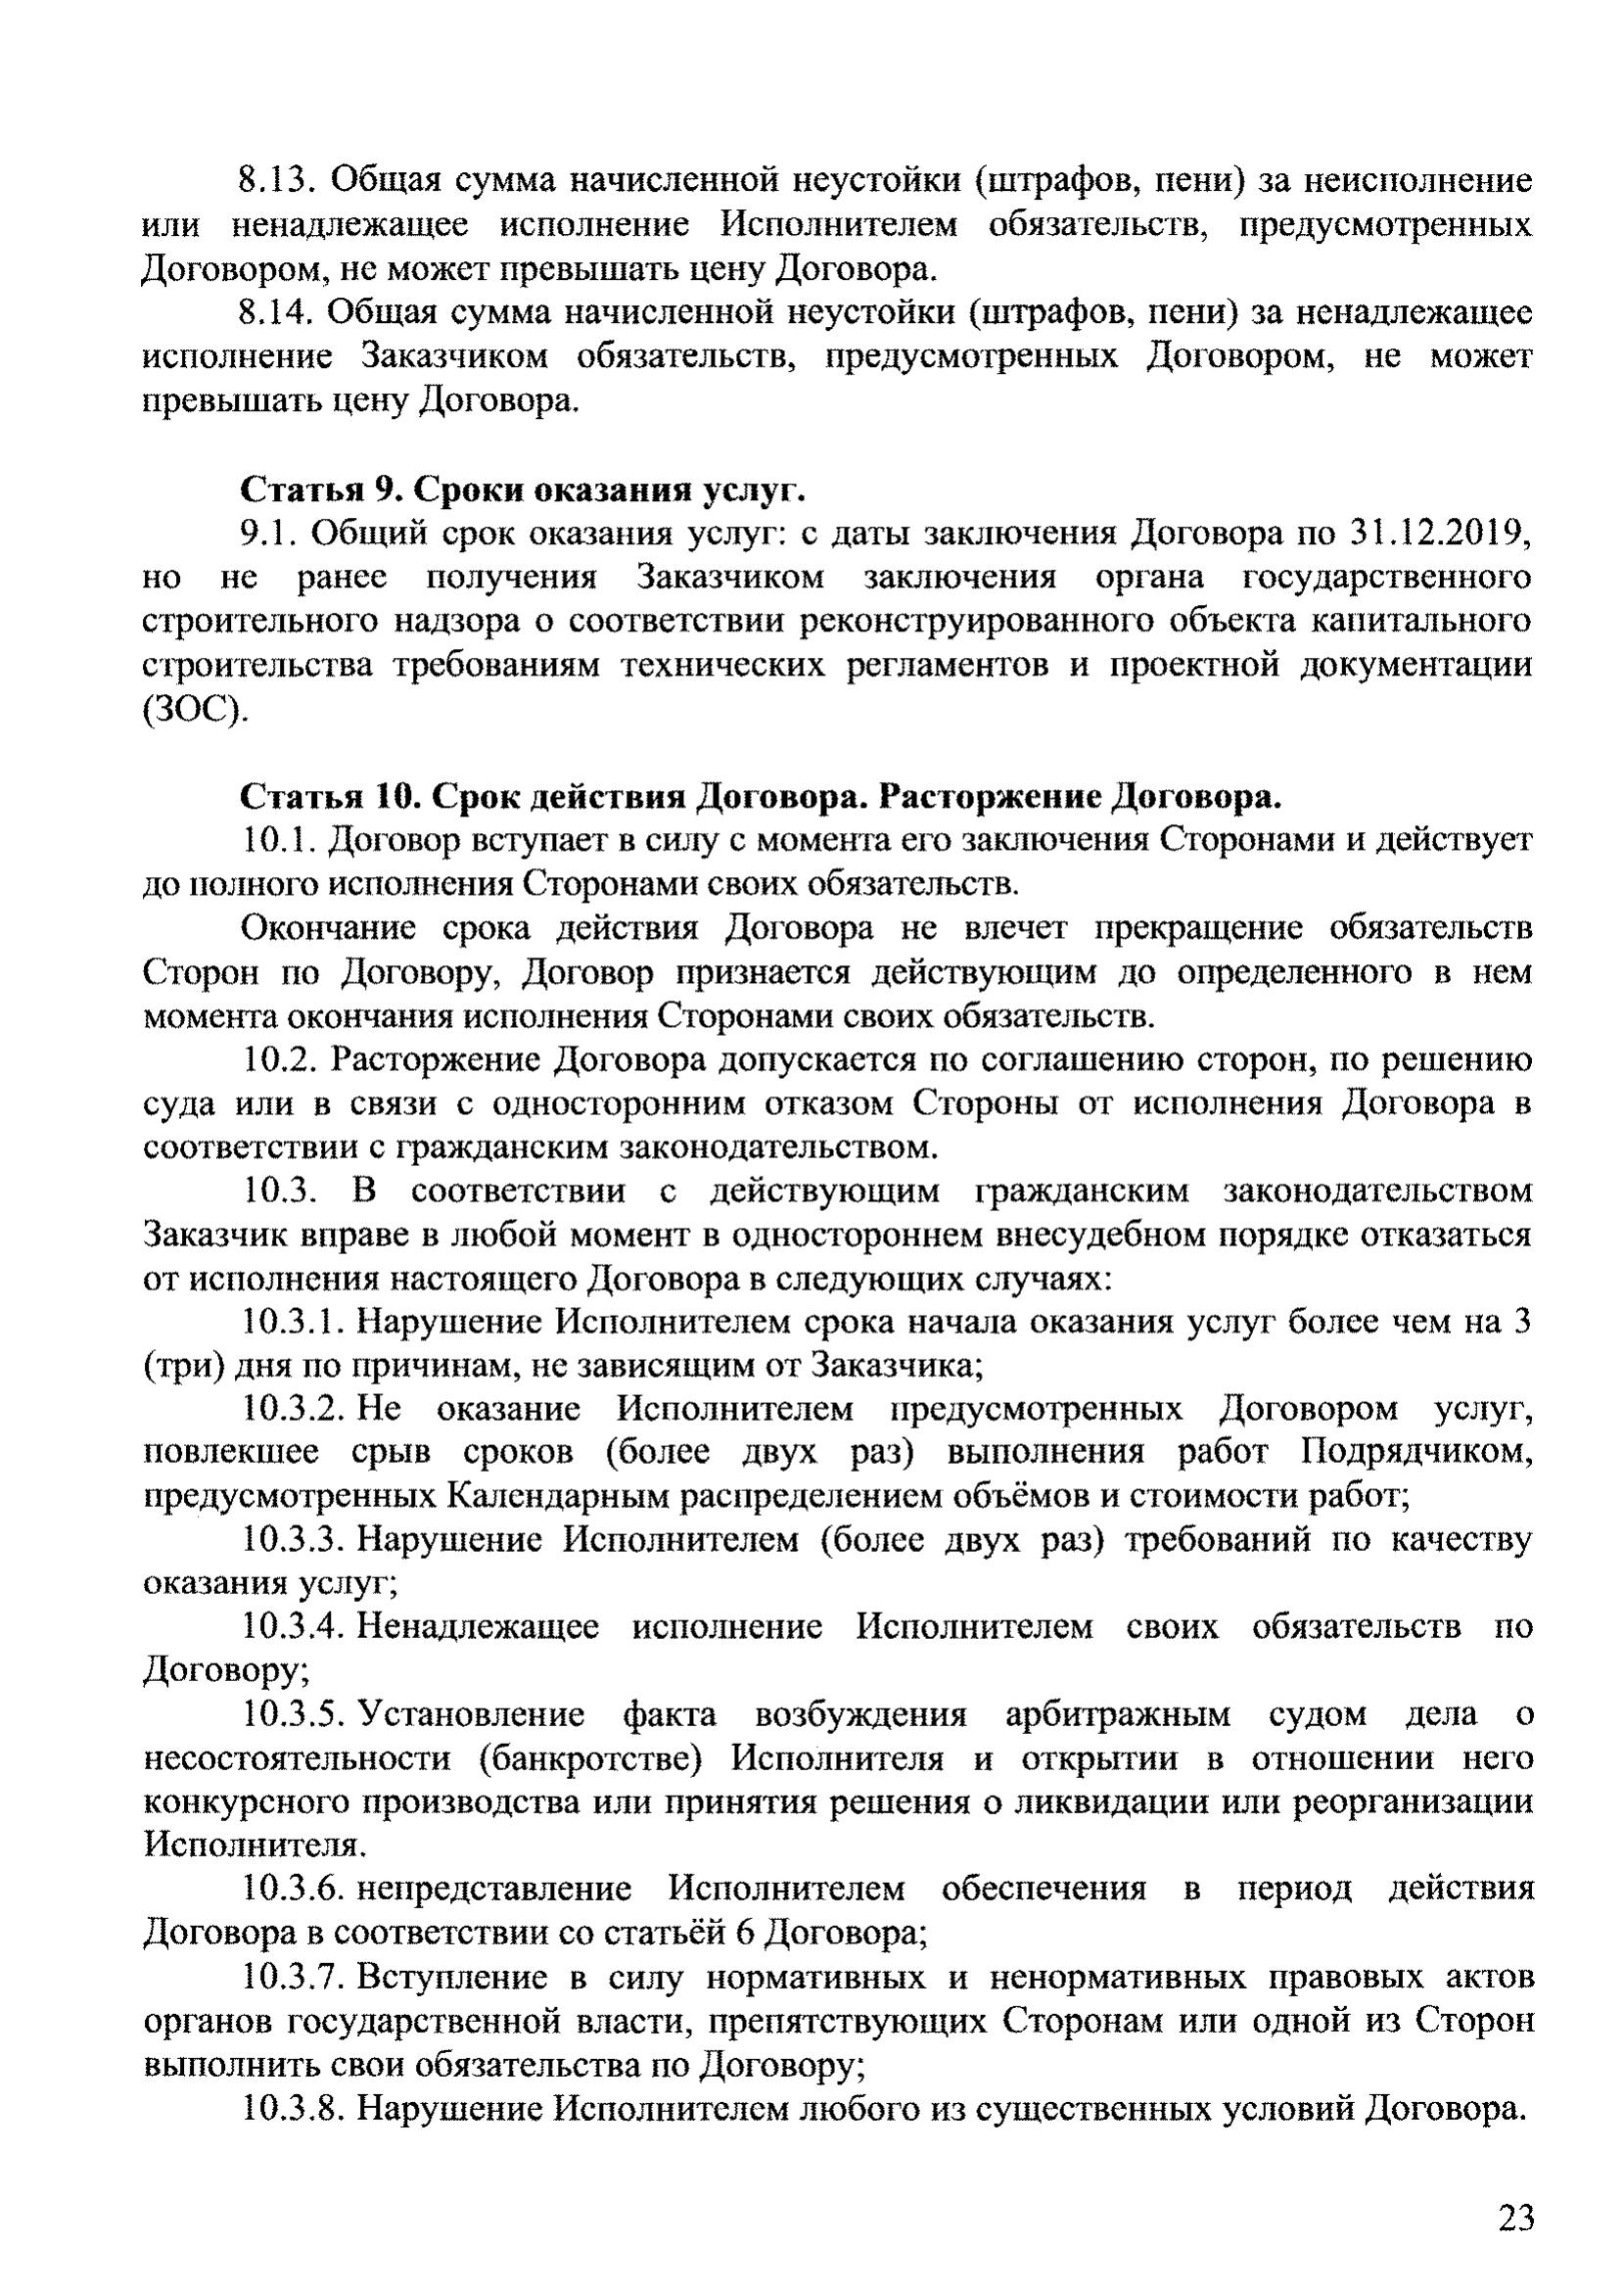 8.13. Общая сумма начисленной неустойки (штрафов, пени) за неисполнение
или ненадлежащее исполнение Исполнителем обязательств, предусмотренных
Договором, не может превышать цену Договора.
8.14. Общая сумма начисленной неустойки (штрафов, пени) за ненадлежащее
исполнение Заказчиком обязательств, предусмотренных Договором, не может
превышать цену Договора.
Статья 9. Сроки оказания услуг.
9.1. Общий срок оказания услуг: с даты заключения Договора по 31.12.2019,
но не ранее получения Заказчиком заключения органа государственного
строительного надзора о соответствии реконструированного объекта капитального
строительства требованиям технических регламентов и проектной документации
(ЗОС).
Статья 10. Срок действия Договора. Расторжение Договора.
10.1. Договор вступает в силу с момента его заключения Сторонами и действует
до полного исполнения Сторонами своих обязательств.
Окончание срока действия Договора не влечет прекращение обязательств
Сторон по Договору, Договор признается действующим до определенного в нем
момента окончания исполнения Сторонами своих обязательств.
10.2. Расторжение Договора допускается по соглашению сторон, по решению
суда или в связи с односторонним отказом Стороны от исполнения Договора в
соответствии с гражданским законодательством.
10.3. В соответствии с действующим гражданским законодательством
Заказчик вправе в любой момент в одностороннем внесудебном порядке отказаться
от исполнения настоящего Договора в следующих случаях:
10.3.1. Нарушение Исполнителем срока начала оказания услуг более чем на 3
(три) дня по причинам, не зависящим от Заказчика;
10.3.2. Не оказание Исполнителем предусмотренных Договором услуг,
повлекшее срыв сроков (более двух раз) выполнения работ Подрядчиком,
предусмотренных Календарным распределением объёмов и стоимости работ;
10.3.3. Нарушение Исполнителем (более двух раз) требований по качеству
оказания услуг;
10.3.4. Ненадлежащее исполнение Исполнителем своих обязательств по
Договору;
10.3.5. Установление факта возбуждения арбитражным судом дела о
несостоятельности (банкротстве) Исполнителя и открытии в отношении него
конкурсного производства или принятия решения о ликвидации или реорганизации
Исполнителя.
10.3.6. непредставление Исполнителем обеспечения в период действия
Договора в соответствии со статьёй 6 Договора;
10.3.7. Вступление в силу нормативных и ненормативных правовых актов
органов государственной власти, препятствующих Сторонам или одной из Сторон
выполнить свои обязательства по Договору;
10.3.8. Нарушение Исполнителем любого из существенных условий Договора.
23